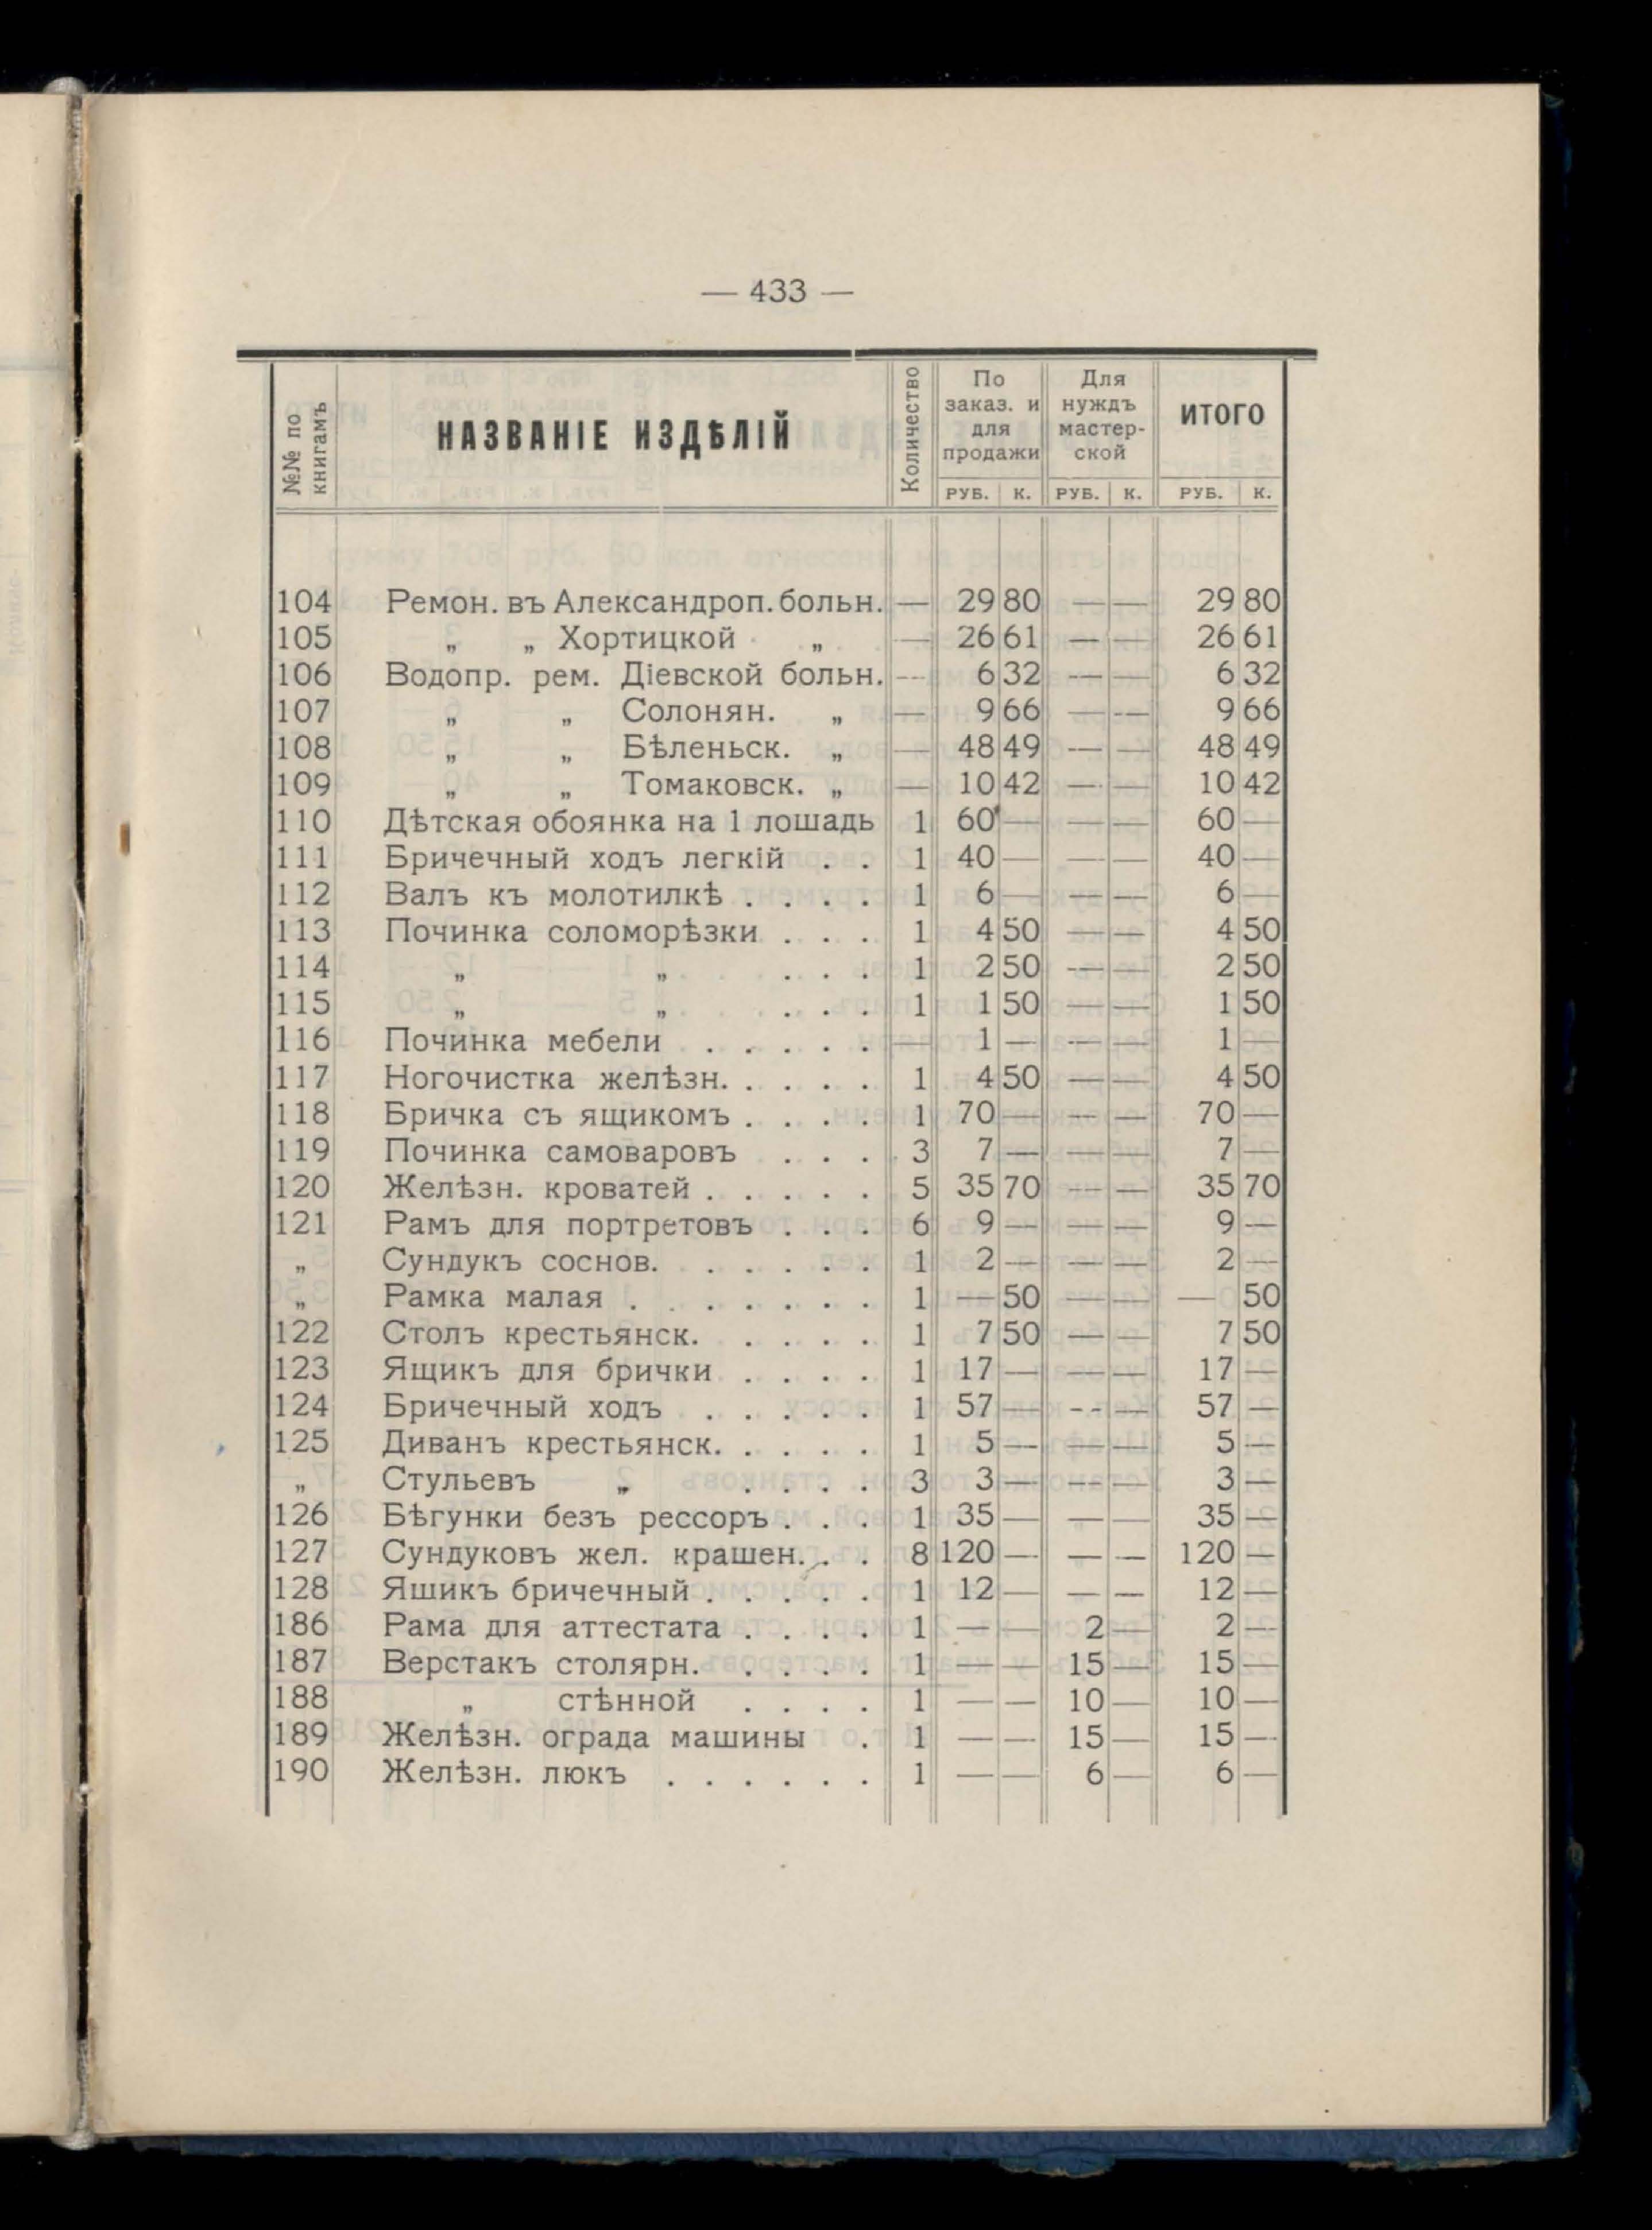 — 433 —
№№ по книгамъ | НАЗВАНІЕ ИЗДѢЛІЙ | Количество | По заказ. и для продажи | Для нуждъ мастер-ской | ИТОГО
РУБ. | К. | РУБ. | К. | РУБ. | К.
104 Ремон. въ Александроп. больн. — 29 80 — — 29 80
105 „ „ Хортицкой „ — 26 61 — — 26 61
106 Водопр. рем. Діевской больн. — 6 32 — — 6 32
107 „ „ Солонян. „ — 9 66 — — 9 66
108 „ „ Бѣленьск. „ — 48 49 — — 48 49
109 „ „ Томаковск. „ — 10 42 — — 10 42
110 Дѣтская обоянка на 1 лошадь 1 60 — — — 60 —
111 Бричечный ходъ легкій . . 1 40 — — — 40 —
112 Валъ къ молотилкѣ . . . . 1 6 — — — 6 —
113 Починка соломорѣзки . . . 1 4 50 — — 4 50
114 „ „ . . . 1 2 50 — — 2 50
115 „ „ . . . 1 1 50 — — 1 50
116 Починка мебели . . . . . — 1 — — — 1 —
117 Ногочистка желѣзн. . . . . 1 4 50 — — 4 50
118 Бричка съ ящикомъ . . . . 1 70 — — — 70 —
119 Починка самоваровъ . . . 3 7 — — — 7 —
120 Желѣзн. кроватей . . . . . 5 35 70 — — 35 70
121 Рамъ для портретовъ . . . 6 9 — — — 9 —
„ Сундукъ соснов. . . . . . 1 2 — — — 2 —
„ Рамка малая . . . . . . . 1 — 50 — — — 50
122 Столъ крестьянск. . . . . 1 7 50 — — 7 50
123 Ящикъ для брички . . . . 1 17 — — — 17 —
124 Бричечный ходъ . . . . . 1 57 — — — 57 —
125 Диванъ крестьянск. . . . . 1 5 — — — 5 —
„ Стульевъ „ . . . . 3 3 — — — 3 —
126 Бѣгунки безъ рессоръ . . . 1 35 — — — 35 —
127 Сундуковъ жел. крашен. . . 8 120 — — — 120 —
128 Яшикъ бричечный . . . . . 1 12 — — — 12 —
186 Рама для аттестата . . . . 1 — — 2 — 2 —
187 Верстакъ столярн. . . . . 1 — — 15 — 15 —
188 „ стѣнной . . . . 1 — — 10 — 10 —
189 Желѣзн. ограда машины . 1 — — 15 — 15 —
190 Желѣзн. люкъ . . . . . . 1 — — 6 — 6 —